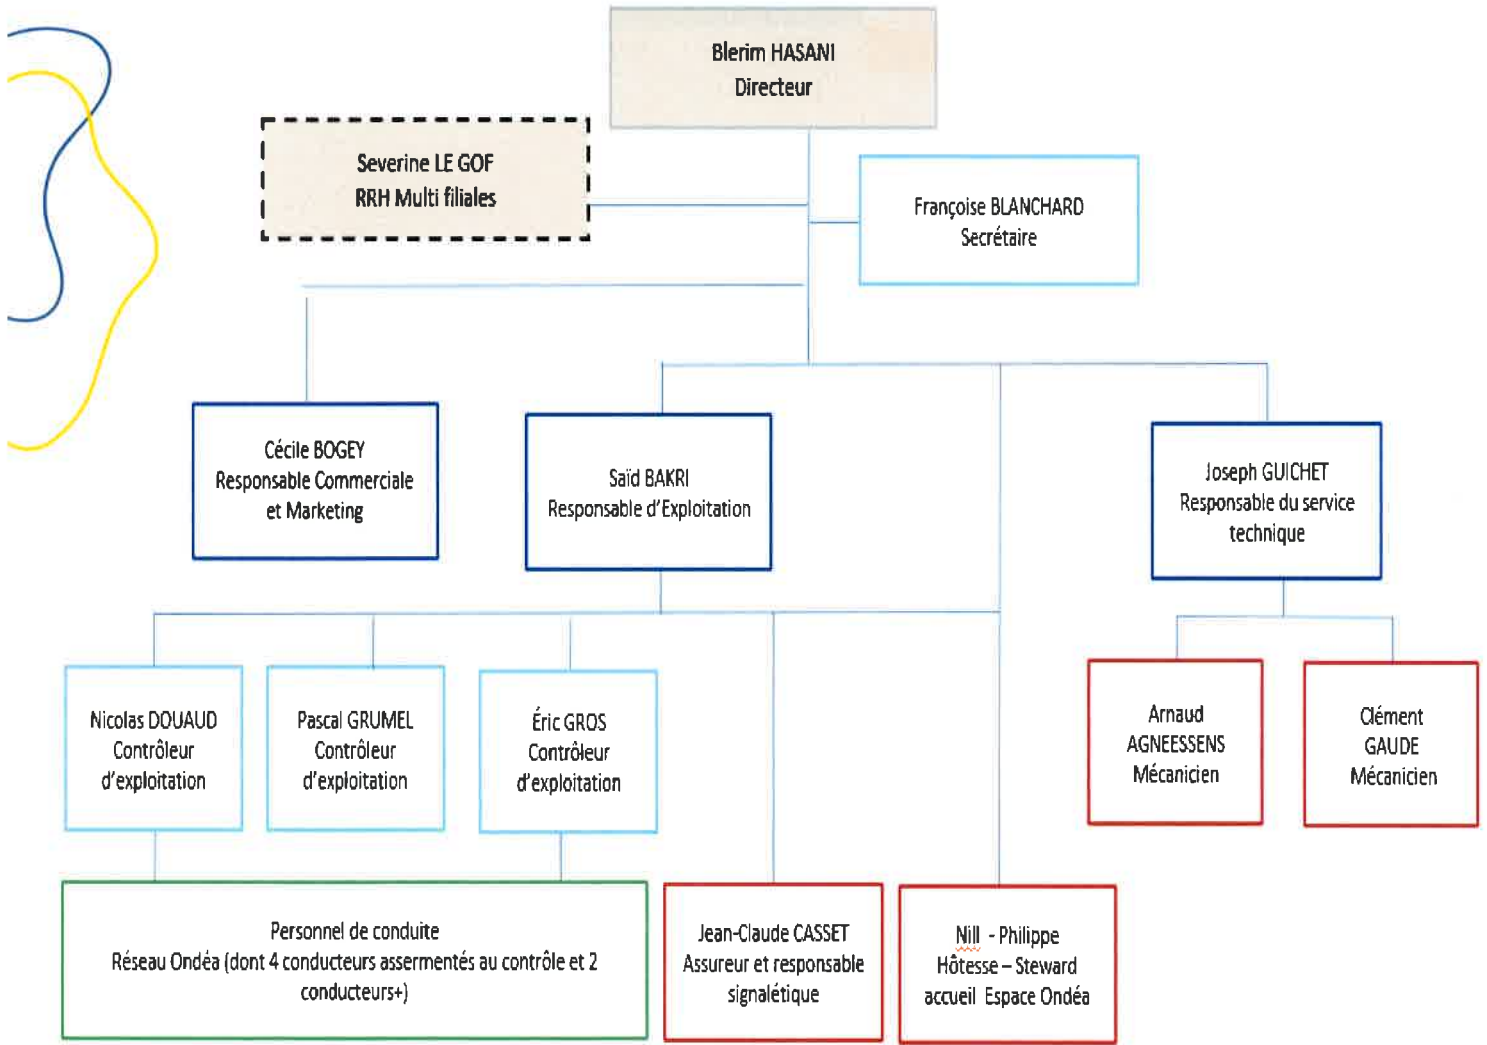 Blerim HASANI
Directeur
Severine LE GOF
RRH Multi filiales
Françoise BLANCHARD
Secrétaire
Cécile BOGEY
Responsable Commerciale
et Marketing
Saïd BAKRI
Responsable d'Exploitation
Joseph GUICHET
Responsable du service
technique
Nicolas DOUAUD
Contrôleur
d'exploitation
Pascal GRUMEL
Contrôleur
d'exploitation
Éric GROS
Contrôleur
d'exploitation
Arnaud
AGNEESSENS
Mécanicien
Clément
GAUDE
Mécanicien
Personnel de conduite
Réseau Ondéa (dont 4 conducteurs assermentés au contrôle et 2
conducteurs+)
Jean-Claude CASSET
Assureur et responsable
signalétique
Nill - Philippe
Hôtesse – Steward
accueil Espace Ondéa